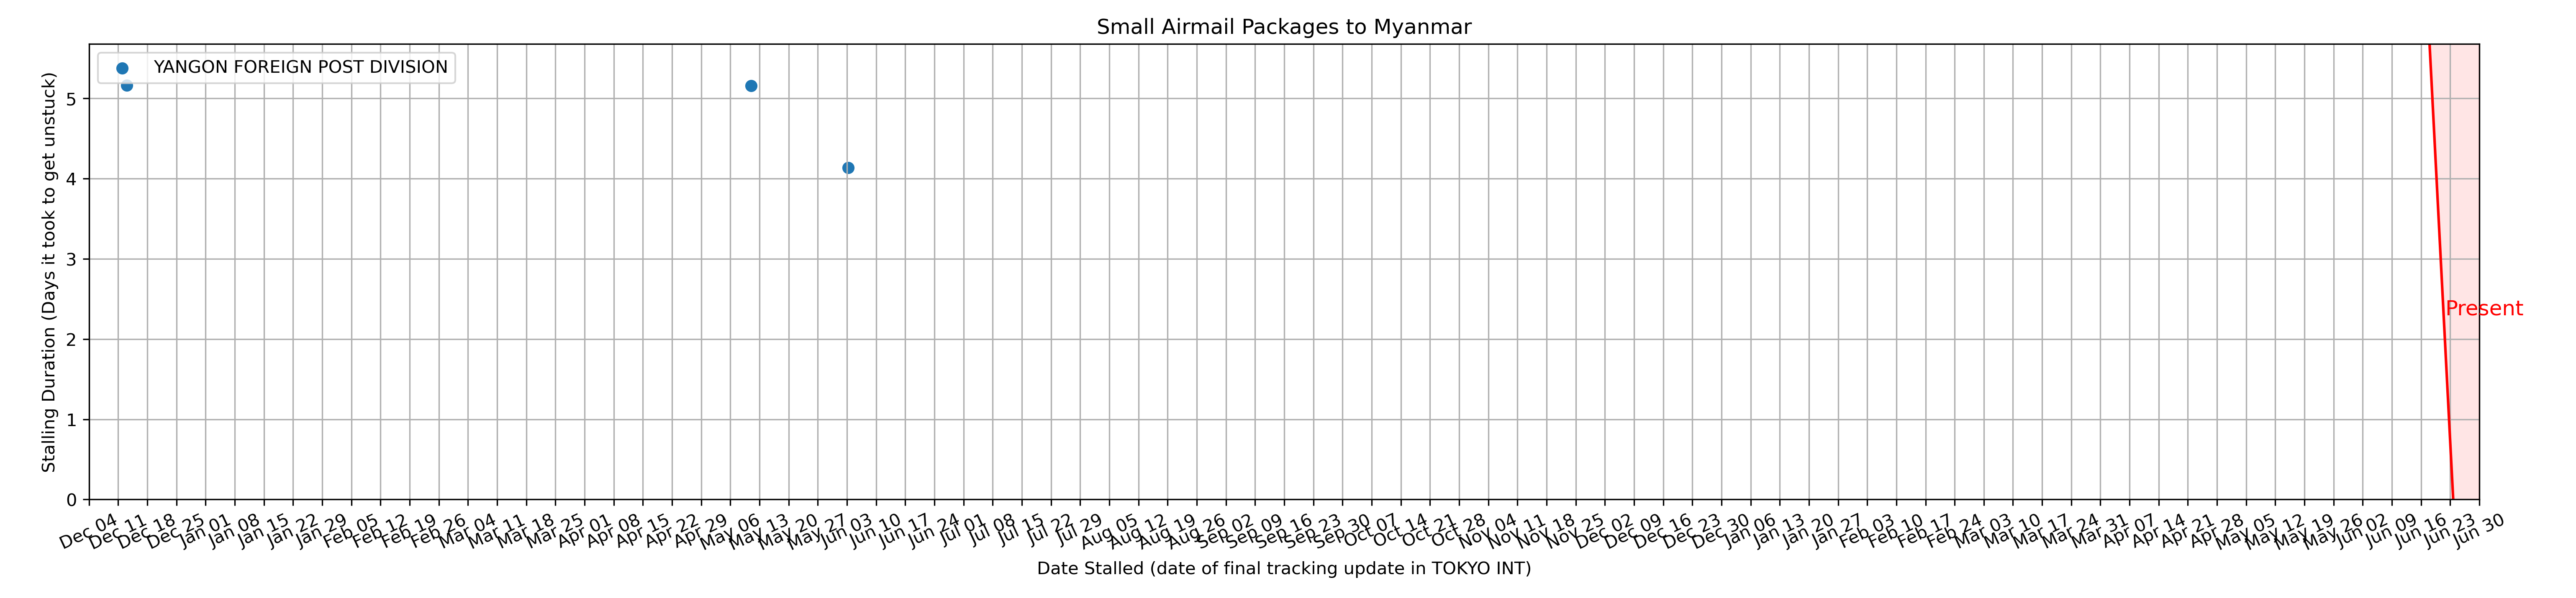 Small Airmail Packages to Myanmar
YANGON FOREIGN POST DIVISION
Stalling Duration (Days it took to get unstuck)
5
4
3
2
1
0
Present
Dec 04
Dec 11
Dec 18
Dec 25
Jan 01
Jan 08
Jan 15
Jan 22
Jan 29
Feb 05
Feb 12
Feb 19
Feb 26
Mar 04
Mar 11
Mar 18
Mar 25
Apr 01
Apr 08
Apr 15
Apr 22
Apr 29
May 06
May 13
May 20
May 27
Jun 03
Jun 10
Jun 17
Jun 24
Jul 01
Jul 08
Jul 15
Jul 22
Jul 29
Aug 05
Aug 12
Aug 19
Aug 26
Sep 02
Sep 09
Sep 16
Sep 23
Sep 30
Oct 07
Oct 14
Oct 21
Oct 28
Nov 04
Nov 11
Nov 18
Nov 25
Dec 02
Dec 09
Dec 16
Dec 23
Dec 30
Jan 06
Jan 13
Jan 20
Jan 27
Feb 03
Feb 10
Feb 17
Feb 24
Mar 03
Mar 10
Mar 17
Mar 24
Mar 31
Apr 07
Apr 14
Apr 21
Apr 28
May 05
May 12
May 19
May 26
Jun 02
Jun 09
Jun 16
Jun 23
Jun 30
Date Stalled (date of final tracking update in TOKYO INT)